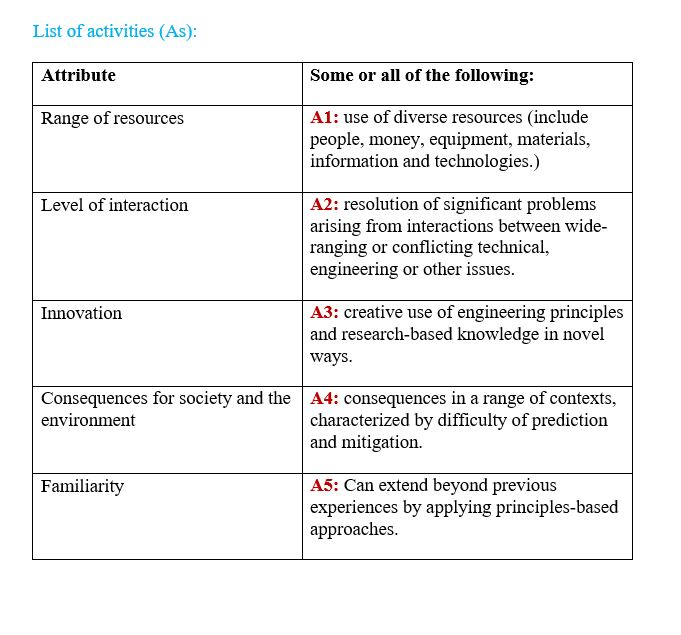 List of activities (As):
Attribute
Some or all of the following:
Range of resources
A1: use of diverse resources (include
people, money, equipment, materials,
information and technologies.)
Level of interaction
A2: resolution of significant problems
arising from interactions between wide-
ranging or conflicting technical,
engineering or other issues.
Innovation
A3: creative use of engineering principles
and research-based knowledge in novel
ways.
Consequences for society and the
environment
A4: consequences in a range of contexts,
characterized by difficulty of prediction
and mitigation.
Familiarity
A5: Can extend beyond previous
experiences by applying principles-based
approaches.